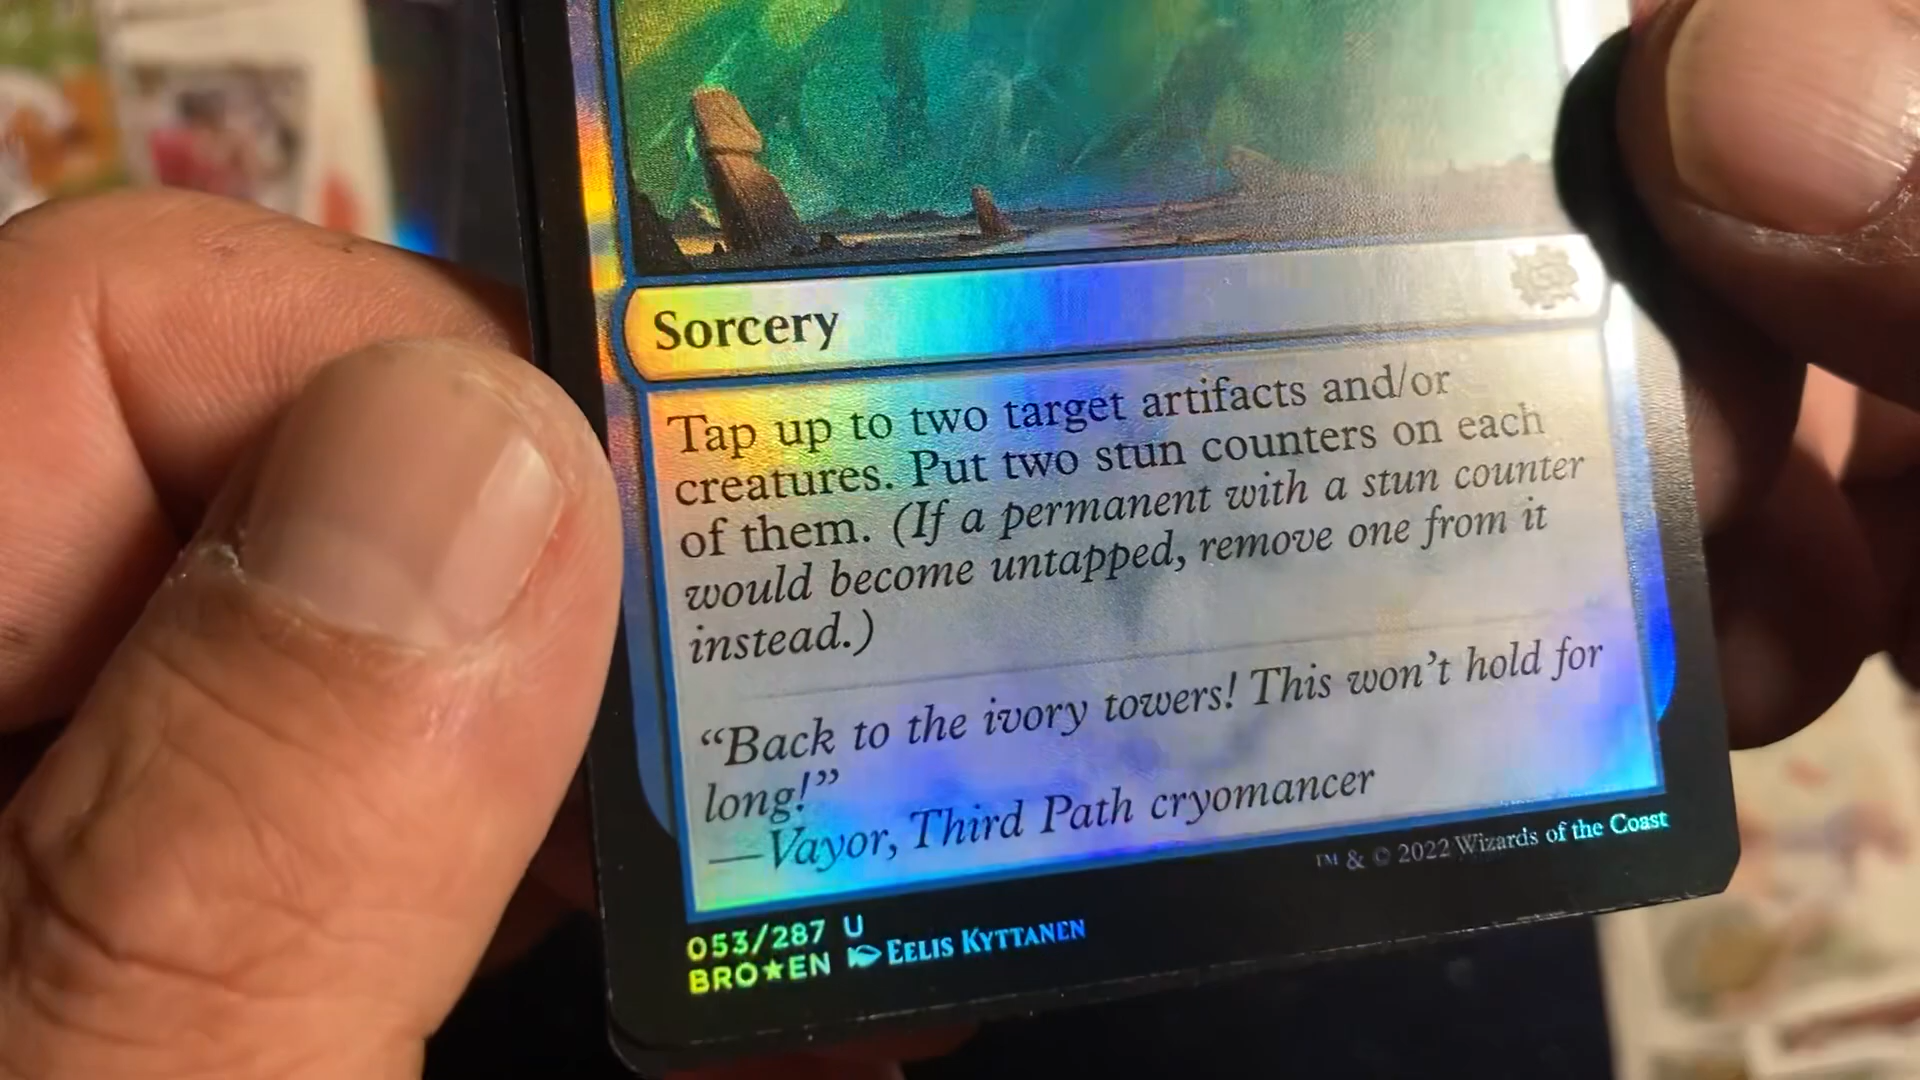 Sorcery
Tap up to two target artifacts and/or
creatures. Put two stun counters on each
of them. (If a permanent with a stun counter
would become untapped, remove one from it
instead.)
“Back to the ivory towers! This won’t hold for
long!”
—Vayor, Third Path cryomancer
™ & © 2022 Wizards of the Coast
053/287 U
BRO★EN EELIS KYTTANEN